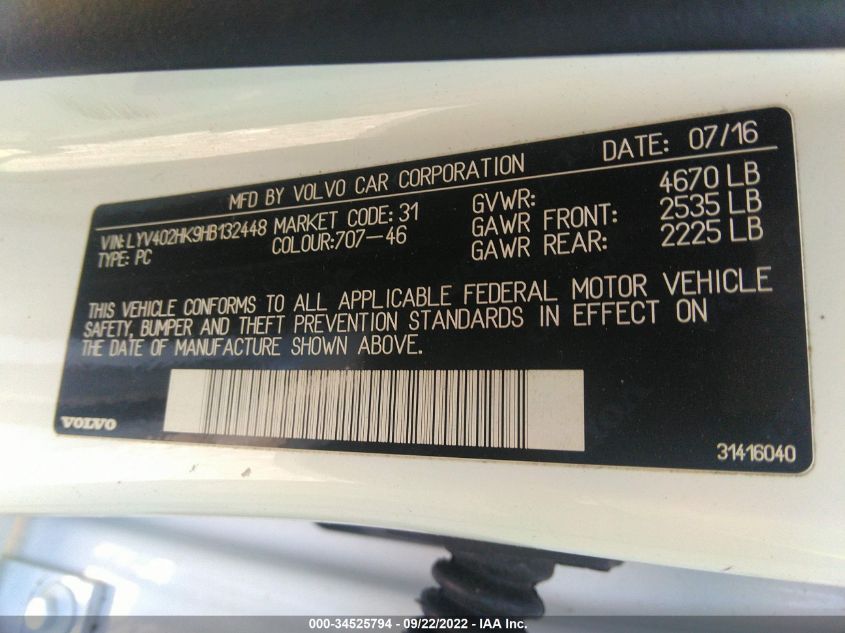 DATE: 07/16
MFD BY VOLVO CAR CORPORATION
VIN: LYV402HK9HB132448 MARKET CODE: 31 GVWR: 4670 LB
TYPE: PC COLOUR:707-46 GAWR FRONT: 2535 LB
GAWR REAR: 2225 LB
THIS VEHICLE CONFORMS TO ALL APPLICABLE FEDERAL MOTOR VEHICLE
SAFETY, BUMPER AND THEFT PREVENTION STANDARDS IN EFFECT ON
THE DATE OF MANUFACTURE SHOWN ABOVE.
VOLVO
31416040
000-34525794 - 09/22/2022 - IAA Inc.